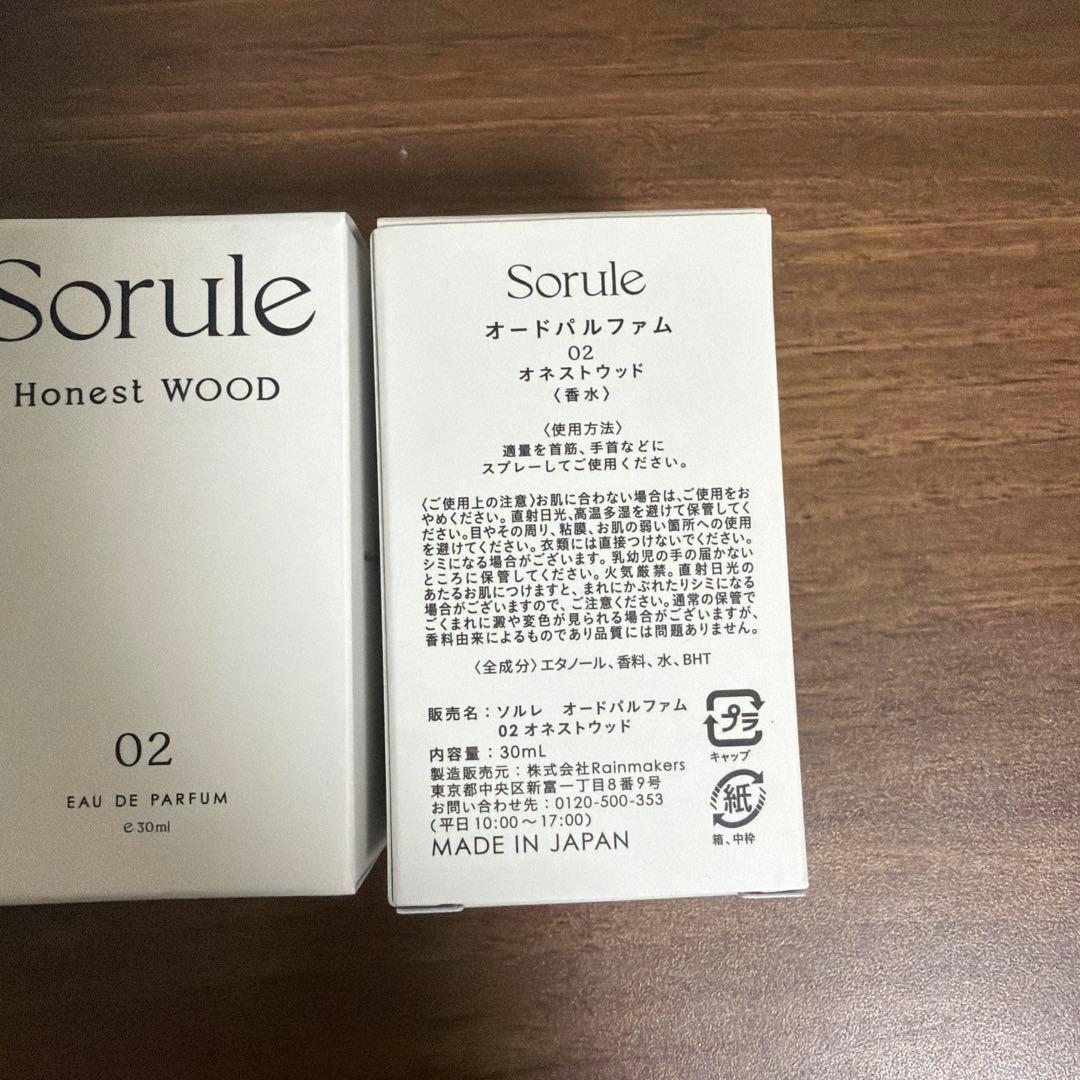 Sorule
Honest WOOD
02
EAU DE PARFUM
℮30ml
Sorule
オードパルファム
02
オネストウッド
〈香水〉
〈使用方法〉
適量を首筋、手首などに
スプレーしてご使用ください。
〈ご使用上の注意〉お肌に合わない場合は、ご使用をお
やめください。直射日光、高温多湿を避けて保管してく
ださい。目やその周り、粘膜、お肌の弱い箇所への使用
を避けてください。衣類には直接つけないでください。
シミになる場合がございます。乳幼児の手の届かない
ところに保管してください。火気厳禁。直射日光の
あたるお肌につけますと、まれにかぶれたりシミになる
場合がございますので、ご注意ください。通常の保管で
ごくまれに澱や変色が見られる場合がございますが、
香料由来によるものであり品質には問題ありません。
〈全成分〉エタノール、香料、水、BHT
販売名：ソルレ オードパルファム
02 オネストウッド
内容量：30mL
製造販売元：株式会社Rainmakers
東京都中央区新富一丁目8番9号
お問い合わせ先：0120-500-353
（平日10:00～17:00）
MADE IN JAPAN
プラ
キャップ
紙
箱、中枠